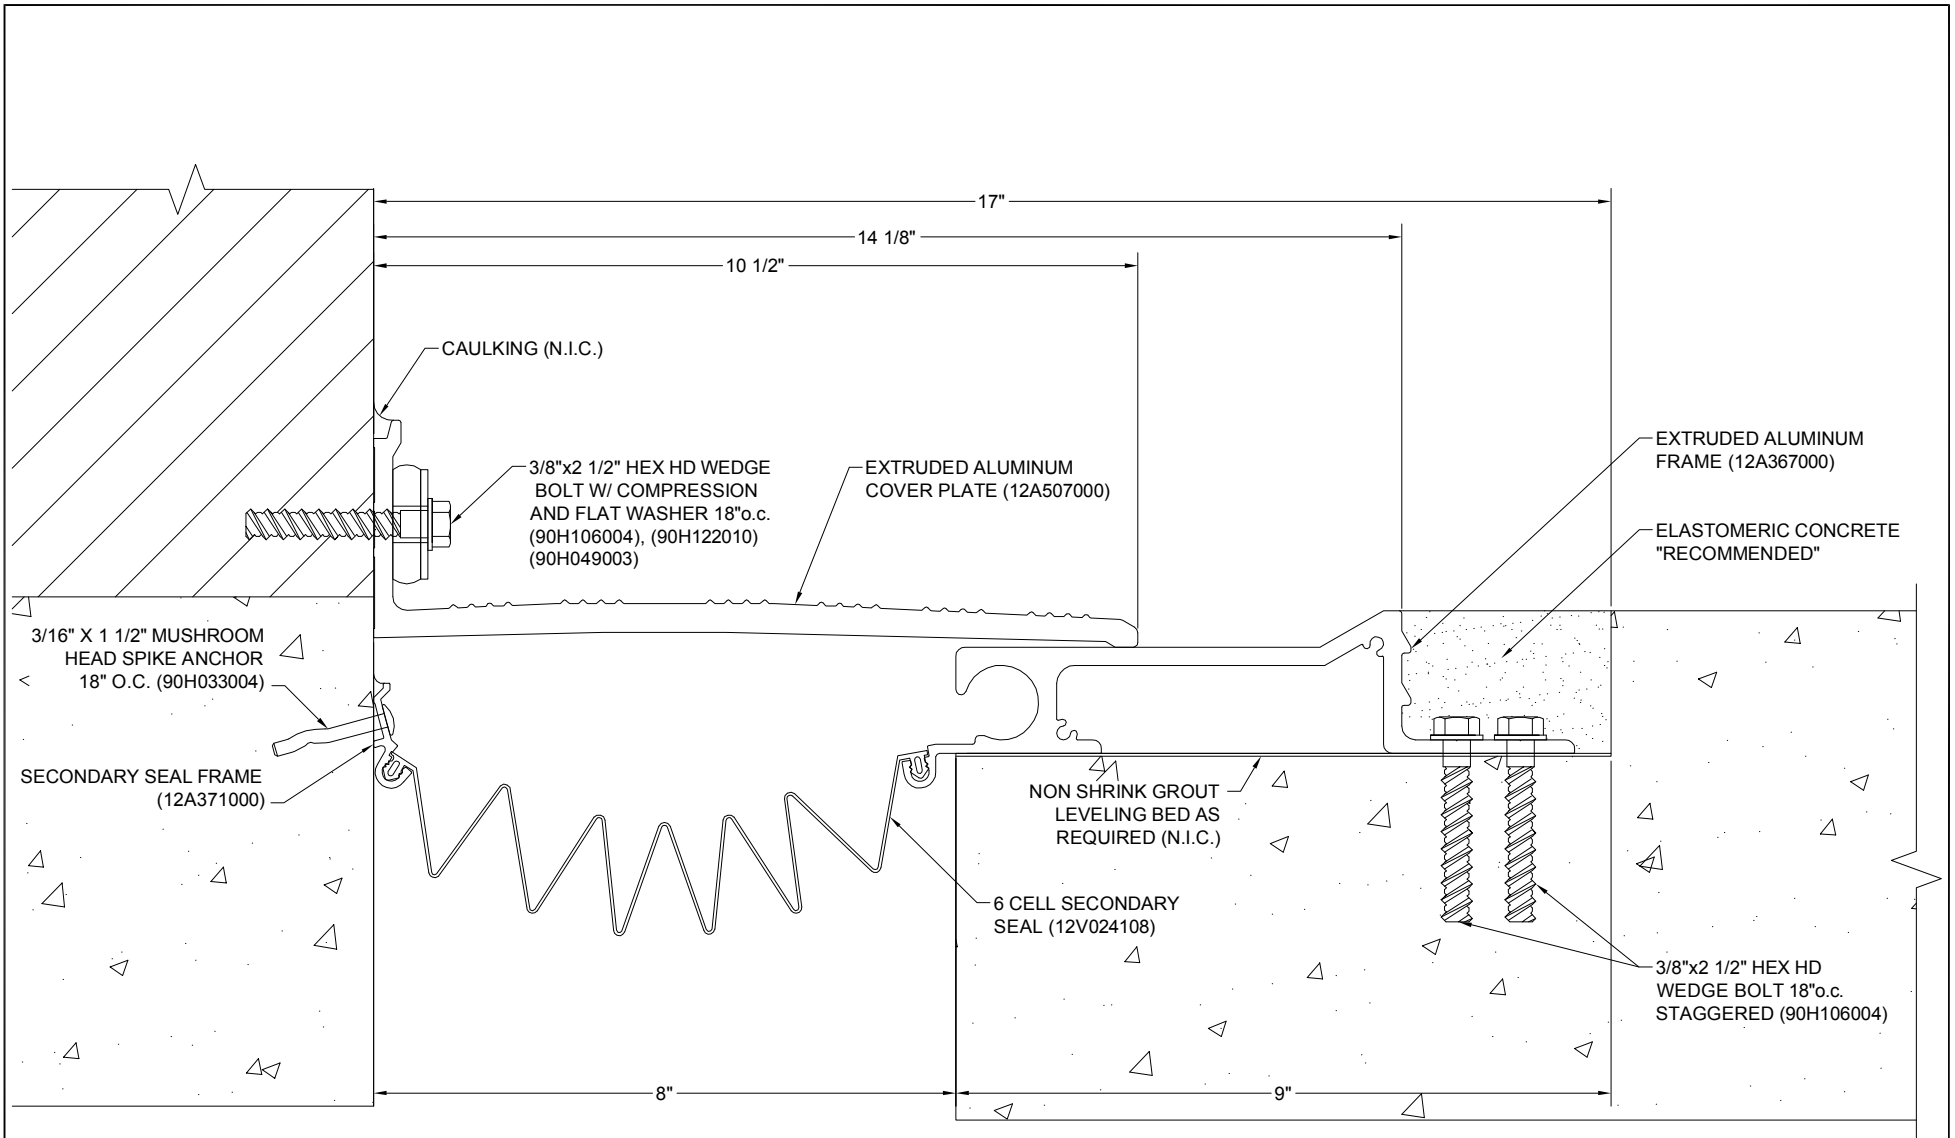 17"
14 1/8"
10 1/2"
CAULKING (N.I.C.)
3/8"x2 1/2" HEX HD WEDGE
BOLT W/ COMPRESSION
AND FLAT WASHER 18"o.c.
(90H106004), (90H122010)
(90H049003)
EXTRUDED ALUMINUM
COVER PLATE (12A507000)
EXTRUDED ALUMINUM
FRAME (12A367000)
ELASTOMERIC CONCRETE
"RECOMMENDED"
3/16" X 1 1/2" MUSHROOM
HEAD SPIKE ANCHOR
18" O.C. (90H033004)
SECONDARY SEAL FRAME
(12A371000)
NON SHRINK GROUT
LEVELING BED AS
REQUIRED (N.I.C.)
6 CELL SECONDARY
SEAL (12V024108)
3/8"x2 1/2" HEX HD
WEDGE BOLT 18"o.c.
STAGGERED (90H106004)
8"
9"